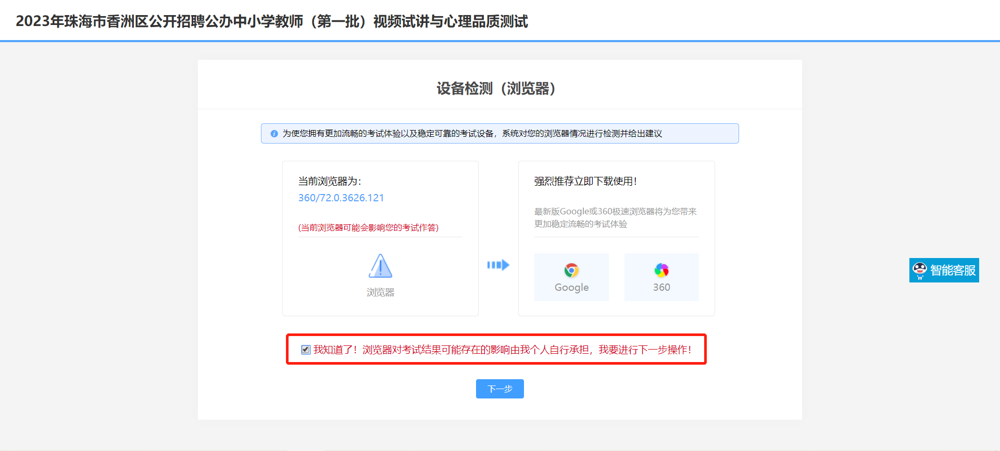 2023年珠海市香洲区公开招聘公办中小学教师（第一批）视频试讲与心理品质测试
设备检测（浏览器）
为使您拥有更加流畅的考试体验以及稳定可靠的考试设备，系统对您的浏览器情况进行检测并给出建议
当前浏览器为：
360/72.0.3626.121
(当前浏览器可能会影响您的考试作答)
浏览器
强烈推荐立即下载使用！
最新版Google或360极速浏览器将为您带来
更加稳定流畅的考试体验
Google
360
智能客服
我知道了！浏览器对考试结果可能存在的影响由我个人自行承担，我要进行下一步操作！
下一步